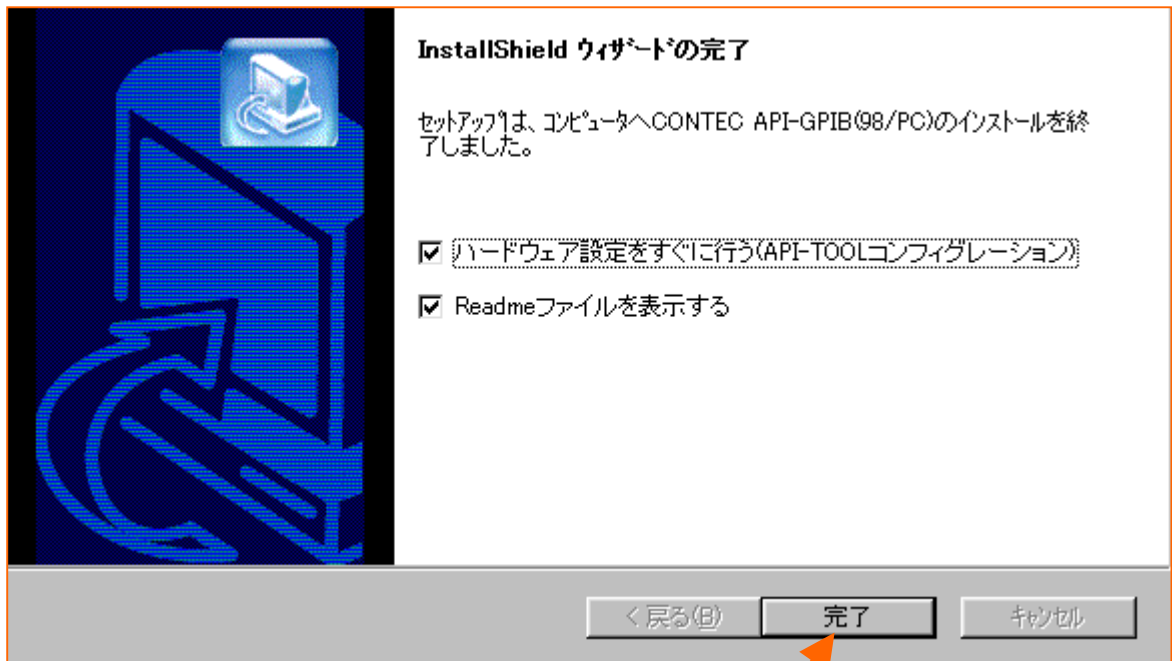 InstallShield ウィザードの完了
セットアップは、コンピュータへCONTEC API-GPIB(98/PC)のインストールを終
了しました。
ハードウェア設定をすぐに行う(API-TOOLコンフィグレーション)
Readmeファイルを表示する
< 戻る(B) 完了 キャンセル